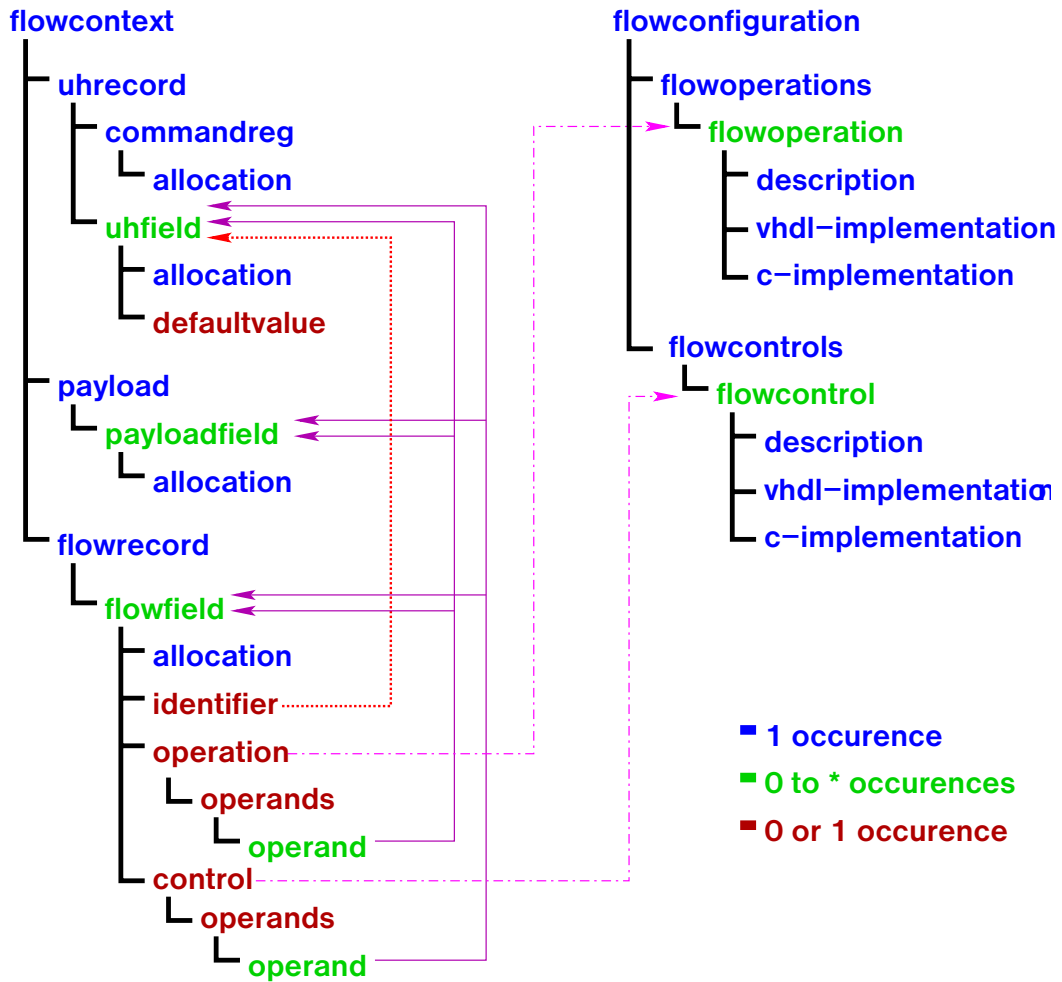 flowcontext
uhrecord
commandreg
allocation
uhfield
allocation
defaultvalue
payload
payloadfield
allocation
flowrecord
flowfield
allocation
identifier
operation
operands
operand
control
operands
operand
flowconfiguration
flowoperations
flowoperation
description
vhdl-implementation
c-implementation
flowcontrols
flowcontrol
description
vhdl-implementation
c-implementation
1 occurence
0 to * occurences
0 or 1 occurence